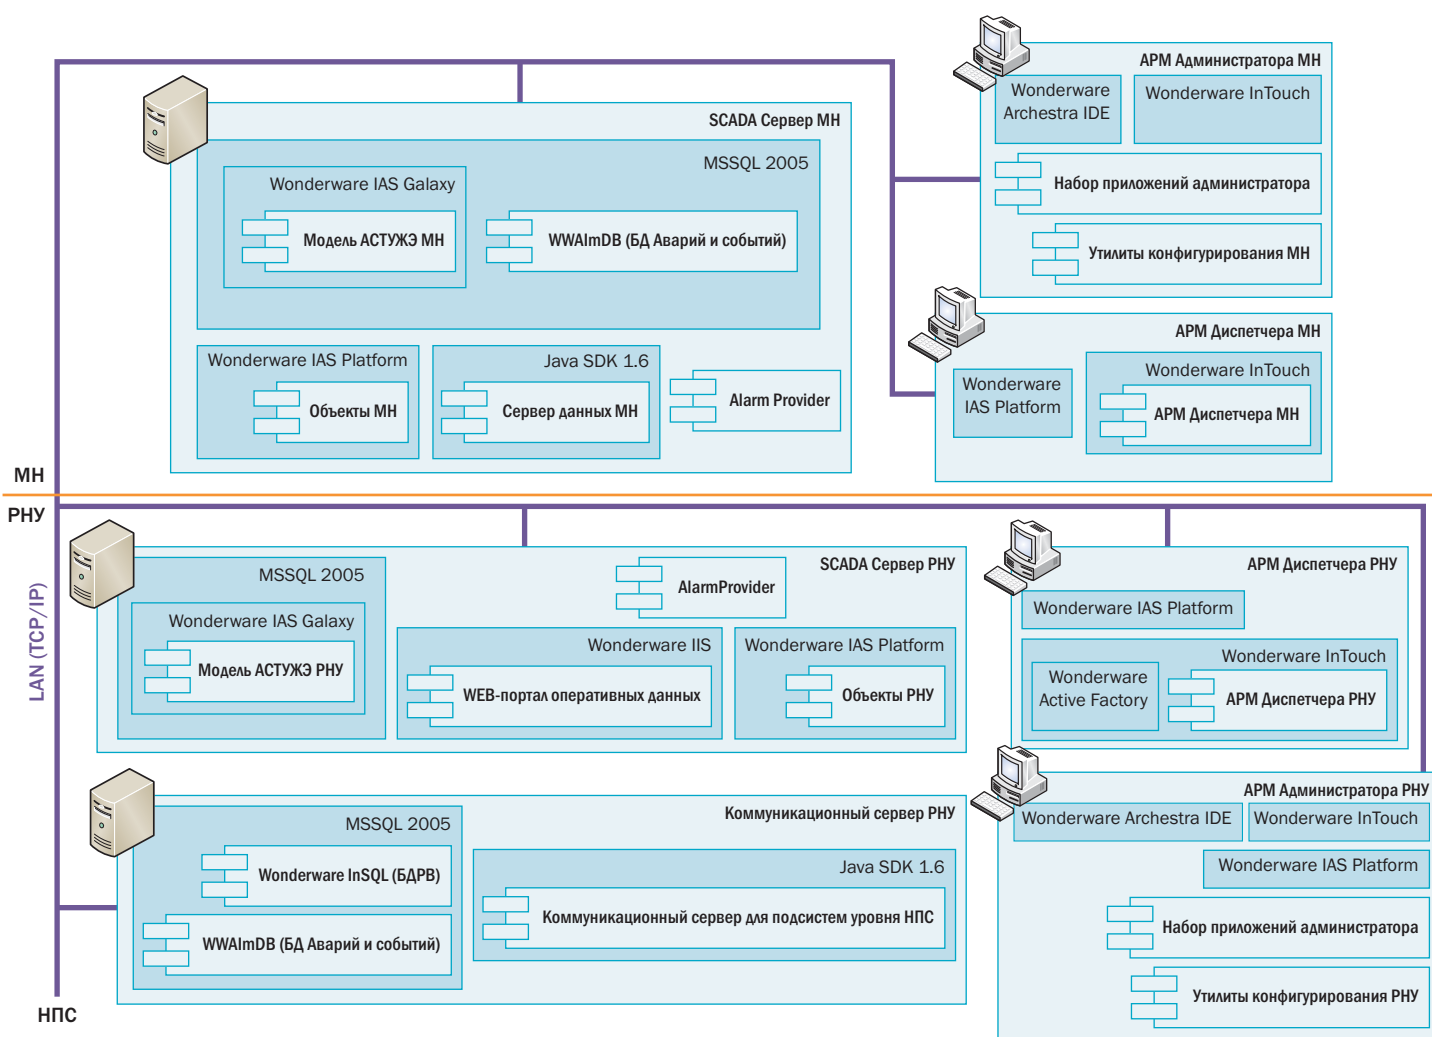 АРМ Администратора МН
Wonderware
Archestra IDE
Wonderware InTouch
Набор приложений администратора
Утилиты конфигурирования МН
SCADA Сервер МН
MSSQL 2005
Wonderware IAS Galaxy
Модель АСТУЖЭ МН
WWAlmDB (БД Аварий и событий)
Wonderware IAS Platform
Объекты МН
Java SDK 1.6
Сервер данных МН
Alarm Provider
АРМ Диспетчера МН
Wonderware
IAS Platform
Wonderware InTouch
АРМ Диспетчера МН
МН
РНУ
LAN (TCP/IP)
SCADA Сервер РНУ
MSSQL 2005
Wonderware IAS Galaxy
Модель АСТУЖЭ РНУ
AlarmProvider
Wonderware IIS
WEB-портал оперативных данных
Wonderware IAS Platform
Объекты РНУ
АРМ Диспетчера РНУ
Wonderware IAS Platform
Wonderware InTouch
Wonderware
Active Factory
АРМ Диспетчера РНУ
Коммуникационный сервер РНУ
MSSQL 2005
Wonderware InSQL (БДРВ)
WWAlmDB (БД Аварий и событий)
Java SDK 1.6
Коммуникационный сервер для подсистем уровня НПС
АРМ Администратора РНУ
Wonderware Archestra IDE
Wonderware InTouch
Wonderware IAS Platform
Набор приложений администратора
Утилиты конфигурирования РНУ
НПС